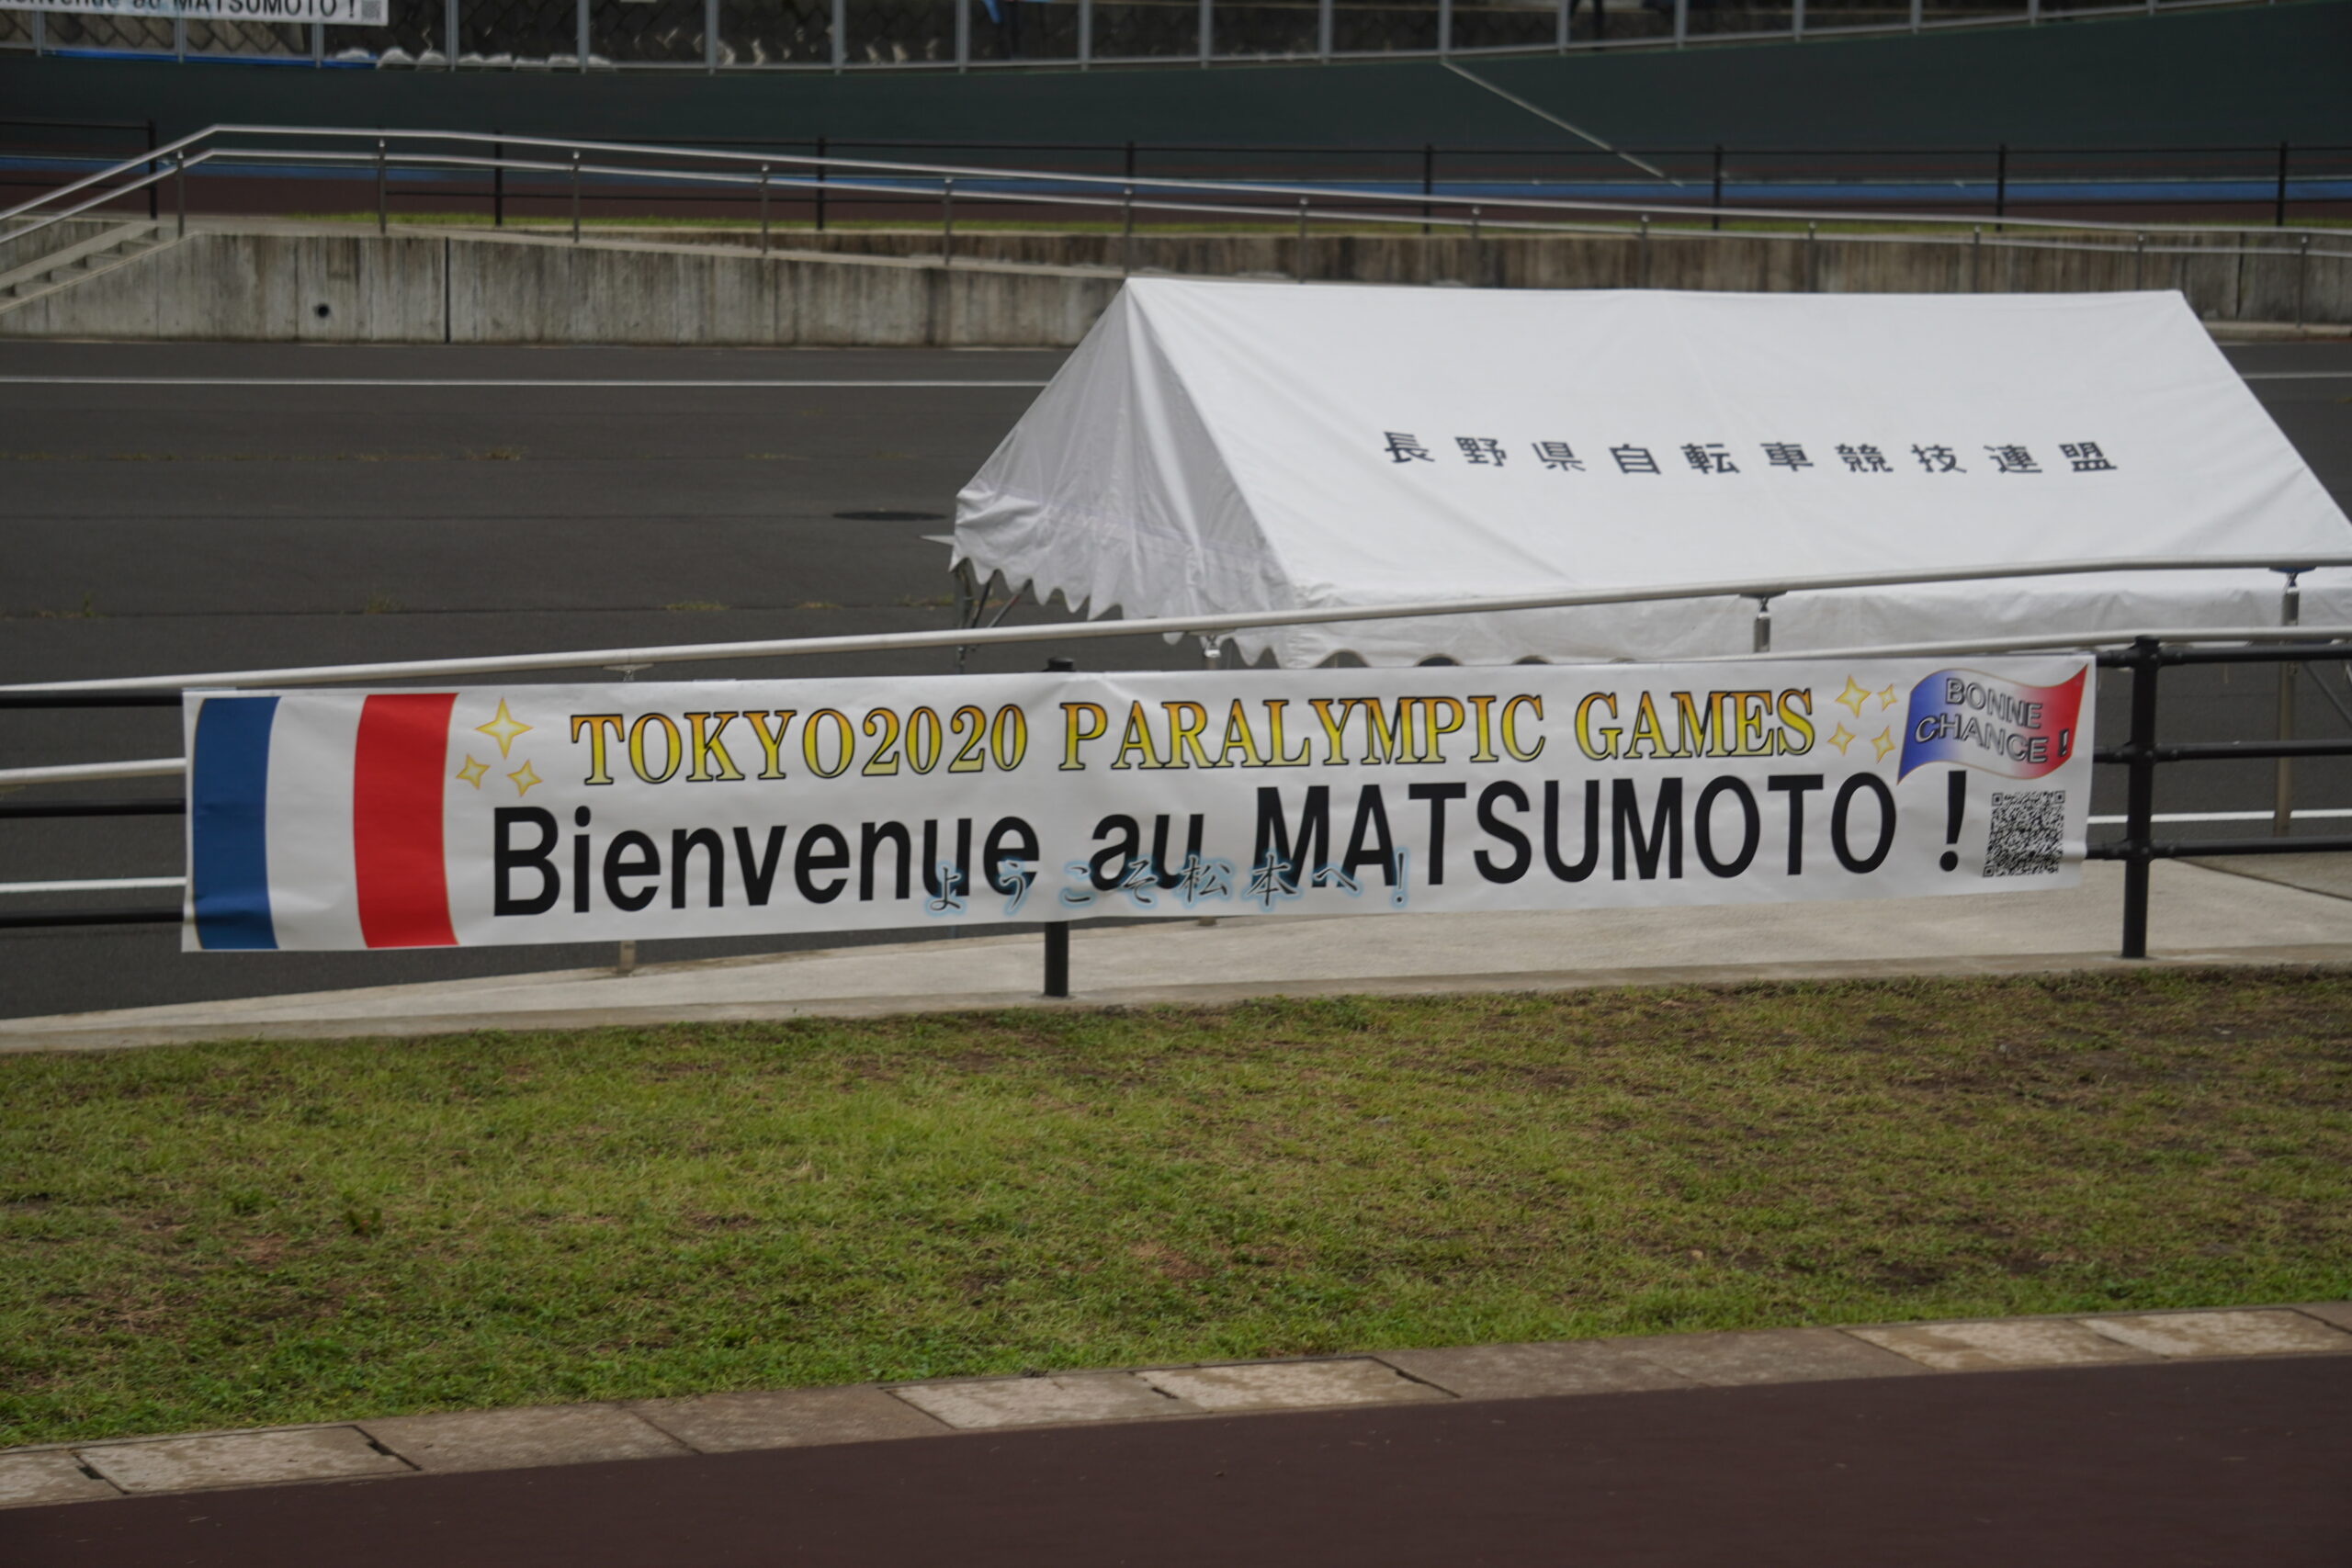 Bienvenue au MATSUMOTO !
長野県自転車競技連盟
TOKYO2020 PARALYMPIC GAMES
BONNE
CHANCE !
Bienvenue au MATSUMOTO !
ようこそ松本へ!